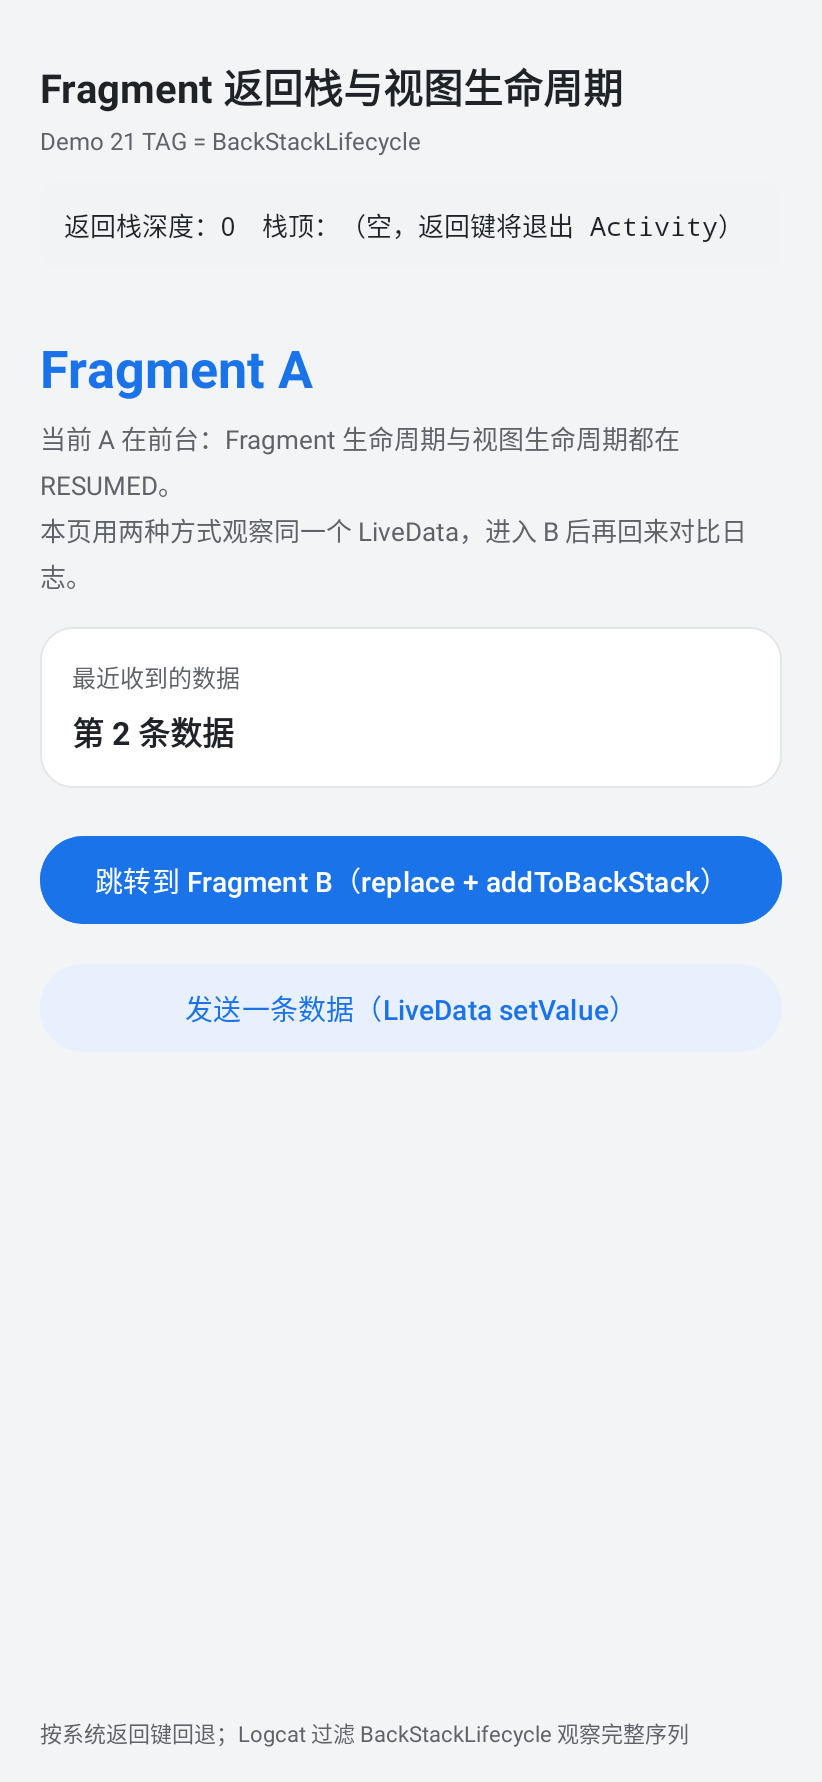 Fragment 返回栈与视图生命周期
Demo 21 TAG = BackStackLifecycle
返回栈深度：0  栈顶：（空，返回键将退出 Activity）
Fragment A
当前 A 在前台：Fragment 生命周期与视图生命周期都在
RESUMED。
本页用两种方式观察同一个 LiveData，进入 B 后再回来对比日
志。
最近收到的数据
第 2 条数据
跳转到 Fragment B（replace + addToBackStack）
发送一条数据（LiveData setValue）
按系统返回键回退；Logcat 过滤 BackStackLifecycle 观察完整序列